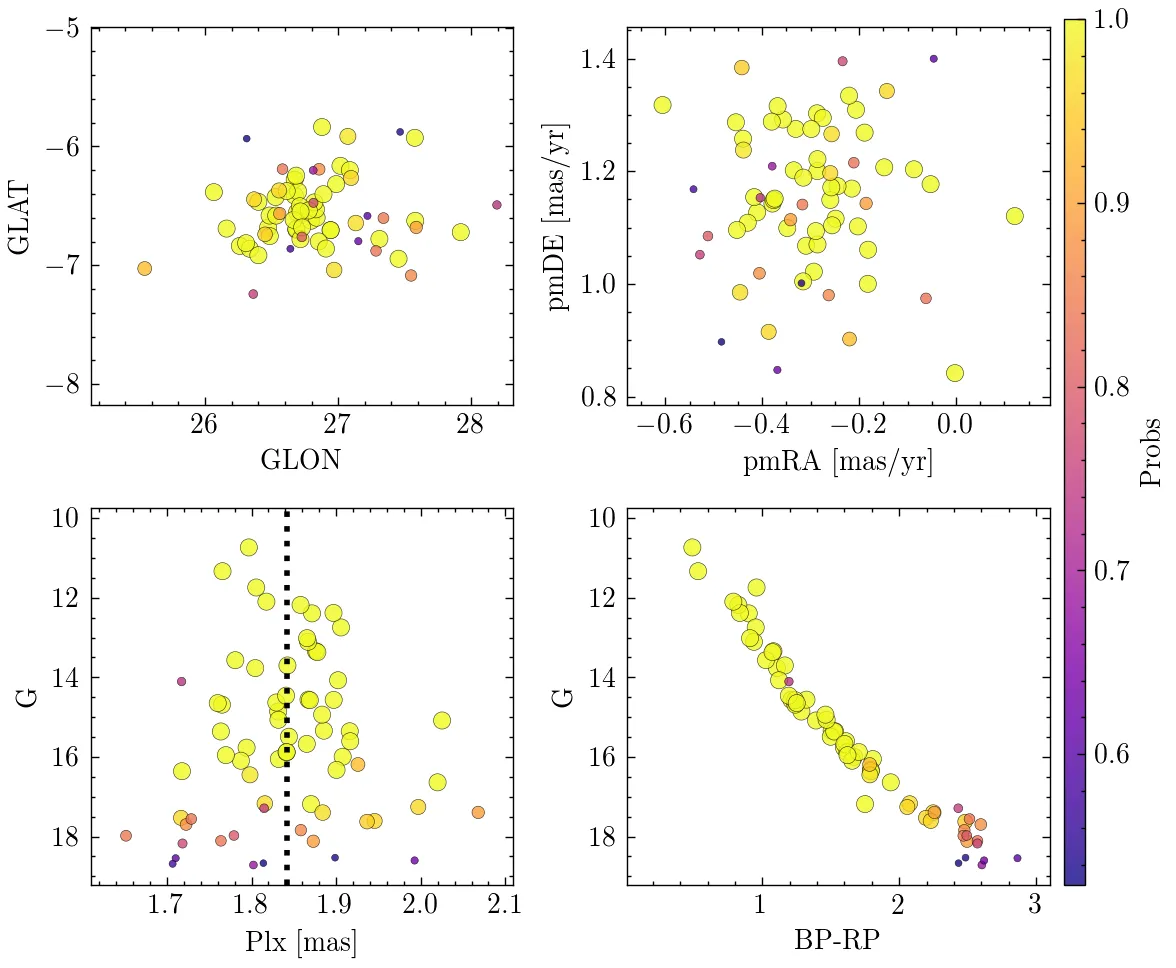 −5
−6
−7
−8
GLAT
26 27 28
GLON
1.4
1.2
1.0
0.8
pmDE [mas/yr]
−0.6 −0.4 −0.2 0.0
pmRA [mas/yr]
10
12
14
16
18
G
1.7 1.8 1.9 2.0 2.1
Plx [mas]
10
12
14
16
18
G
1 2 3
BP-RP
1.0
0.9
0.8
0.7
0.6
Probs